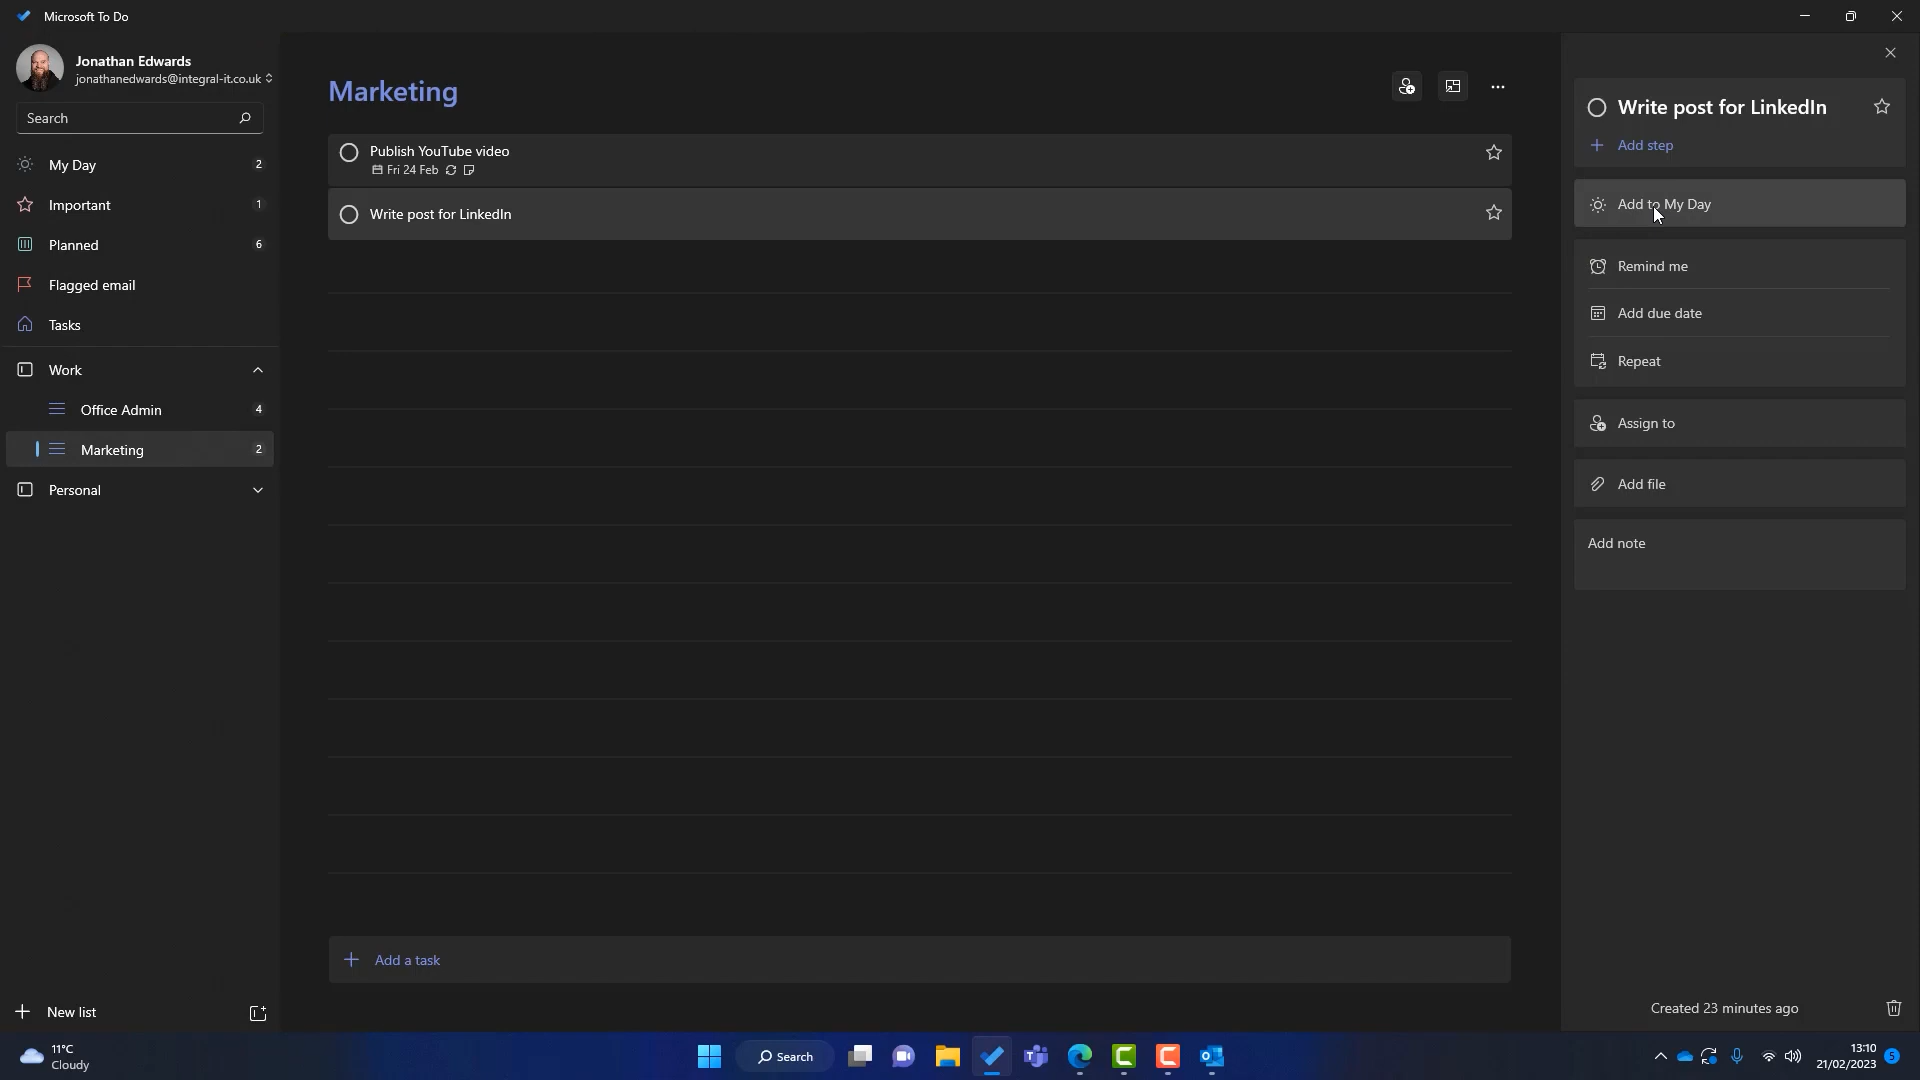 Microsoft To Do
Jonathan Edwards
jonathanedwards@integral-it.co.uk
Search
My Day 2
Important 1
Planned 6
Flagged email
Tasks
Work
Office Admin 4
Marketing 2
Personal
New list
Marketing
Publish YouTube video
Fri 24 Feb
Write post for LinkedIn
Add a task
Write post for LinkedIn
Add step
Add to My Day
Remind me
Add due date
Repeat
Assign to
Add file
Add note
Created 23 minutes ago
11°C
Cloudy
Search
13:10
21/02/2023 5